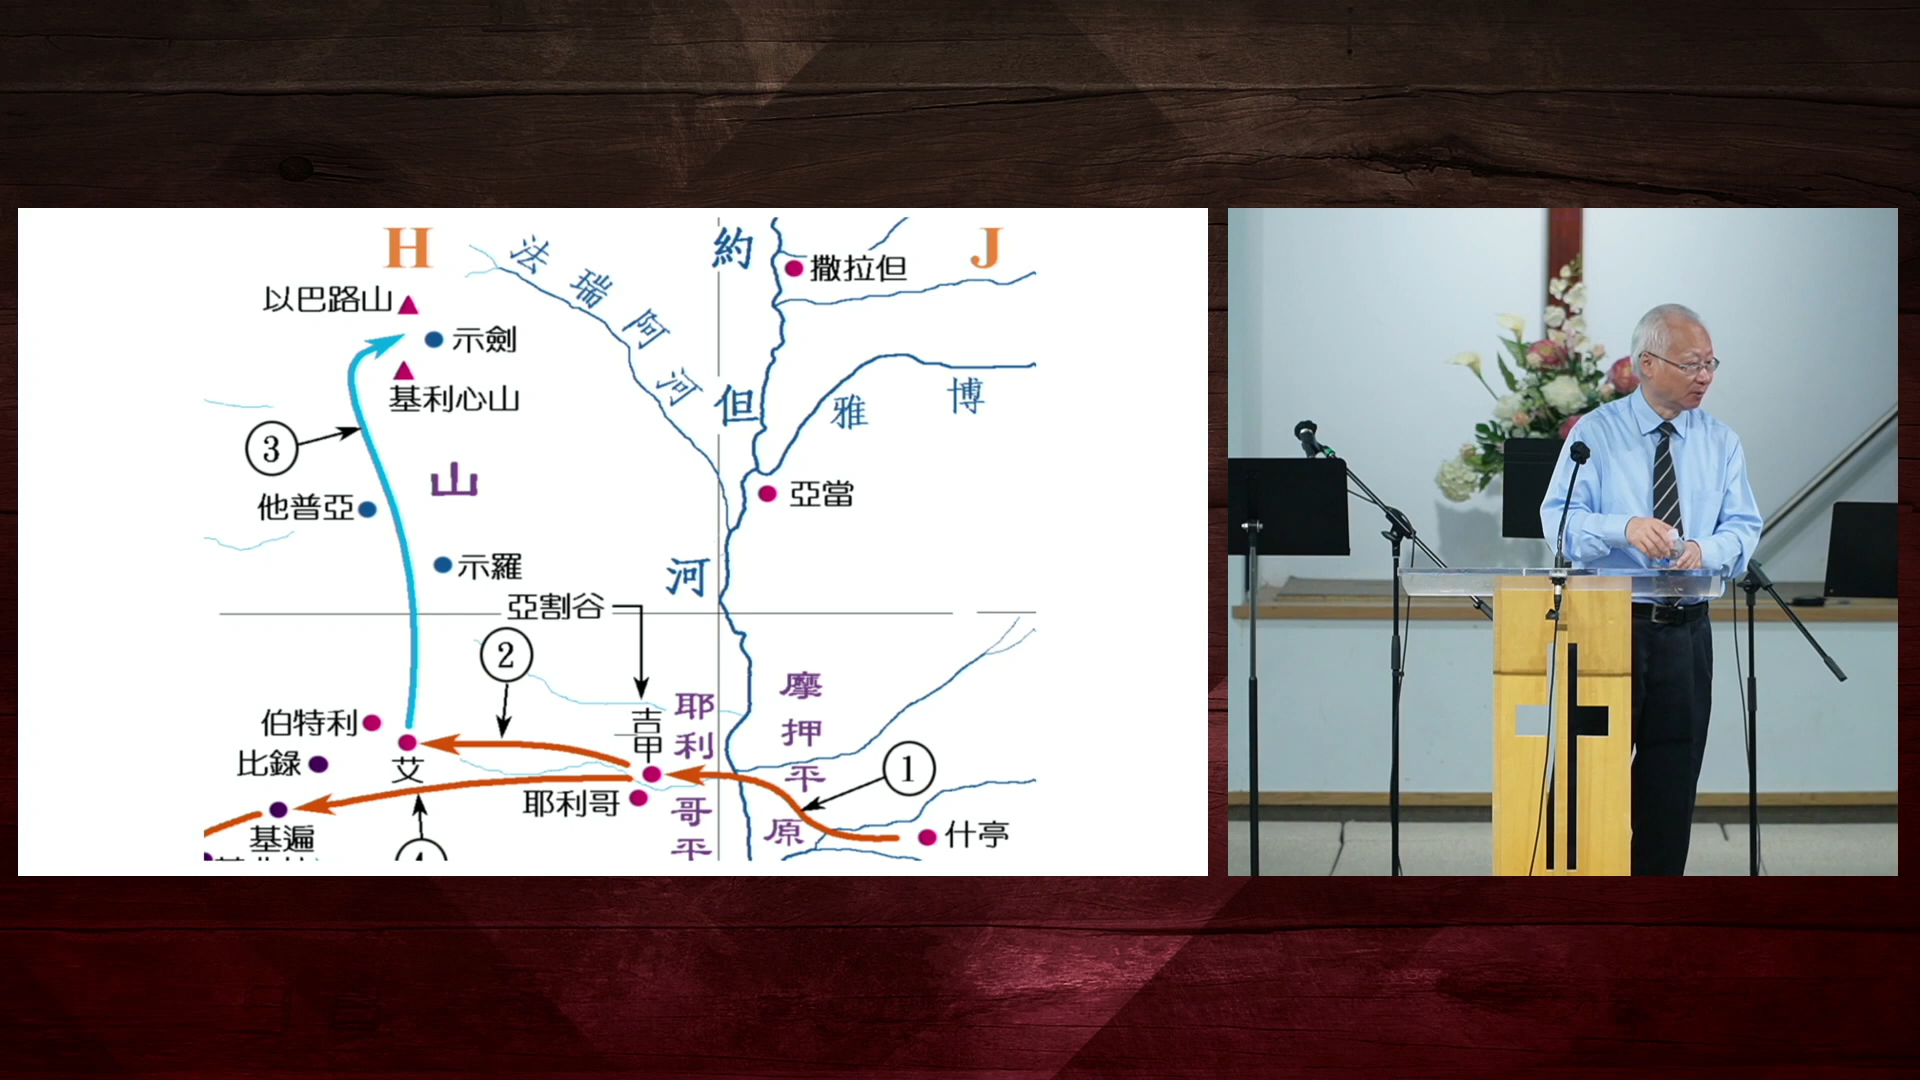 H
J
法瑞阿河
約但河
撒拉但
以巴路山
示劍
基利心山
雅博
3
山
亞當
他普亞
示羅
亞割谷
2
伯特利
吉甲
耶利哥平
摩押平原
1
比錄
艾
耶利哥
什亭
基遍